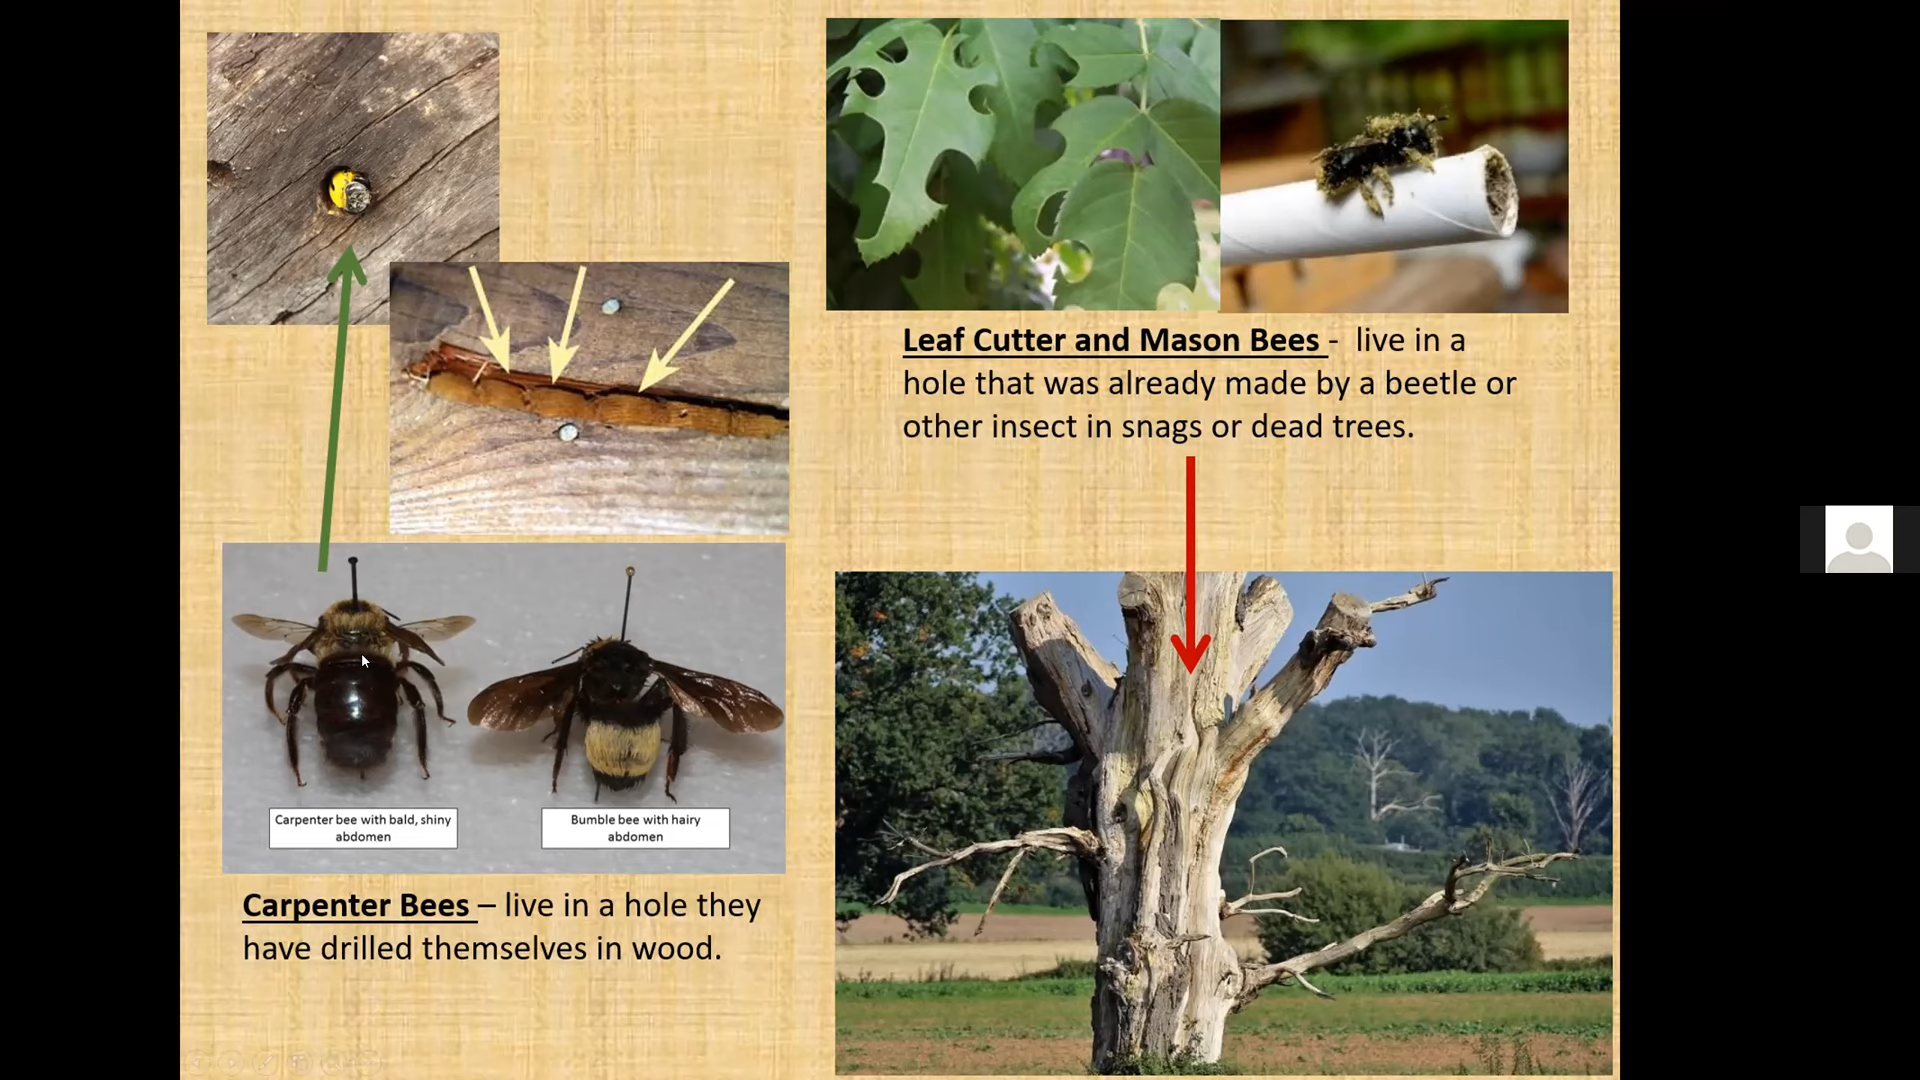 Leaf Cutter and Mason Bees - live in a
hole that was already made by a beetle or
other insect in snags or dead trees.
Carpenter bee with bald, shiny
abdomen
Bumble bee with hairy
abdomen
Carpenter Bees – live in a hole they
have drilled themselves in wood.